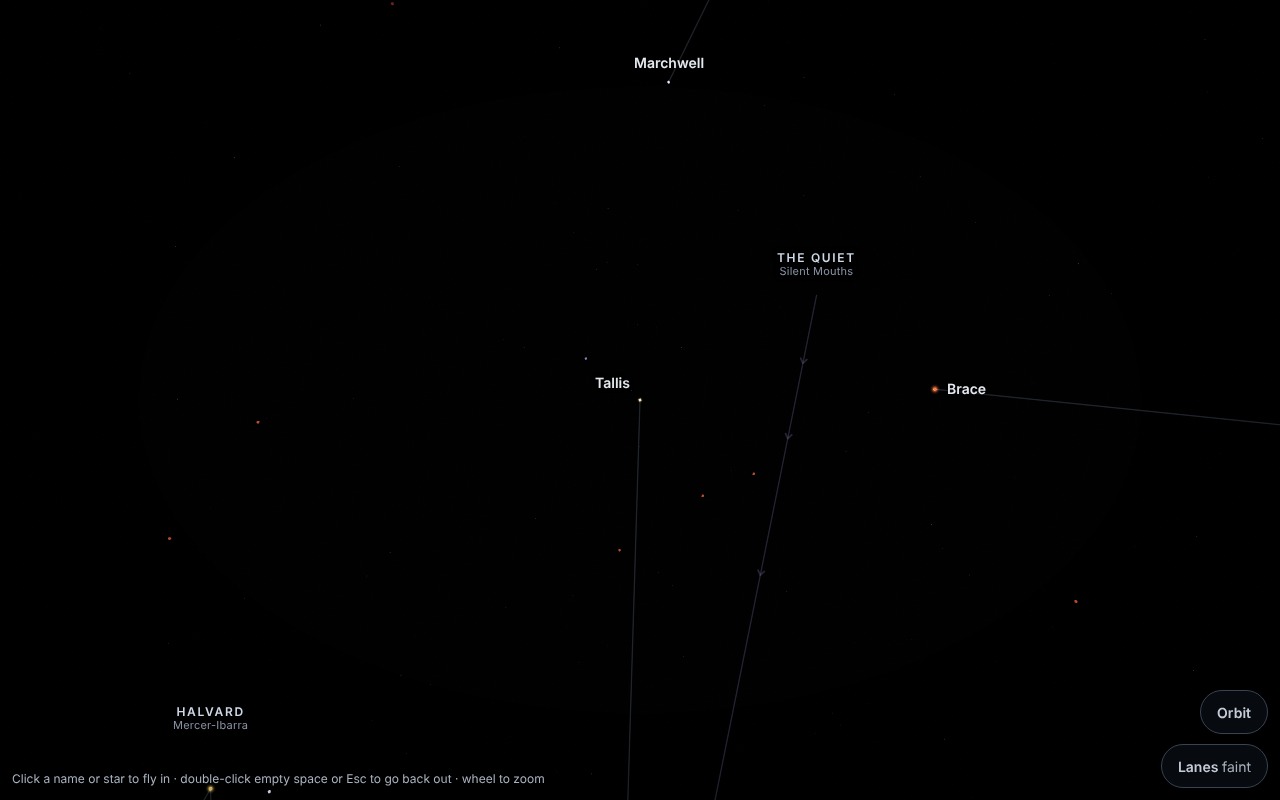 Marchwell
THE QUIET
Silent Mouths
Tallis
Brace
HALVARD
Mercer-Ibarra
Orbit
Lanes faint
Click a name or star to fly in · double-click empty space or Esc to go back out · wheel to zoom